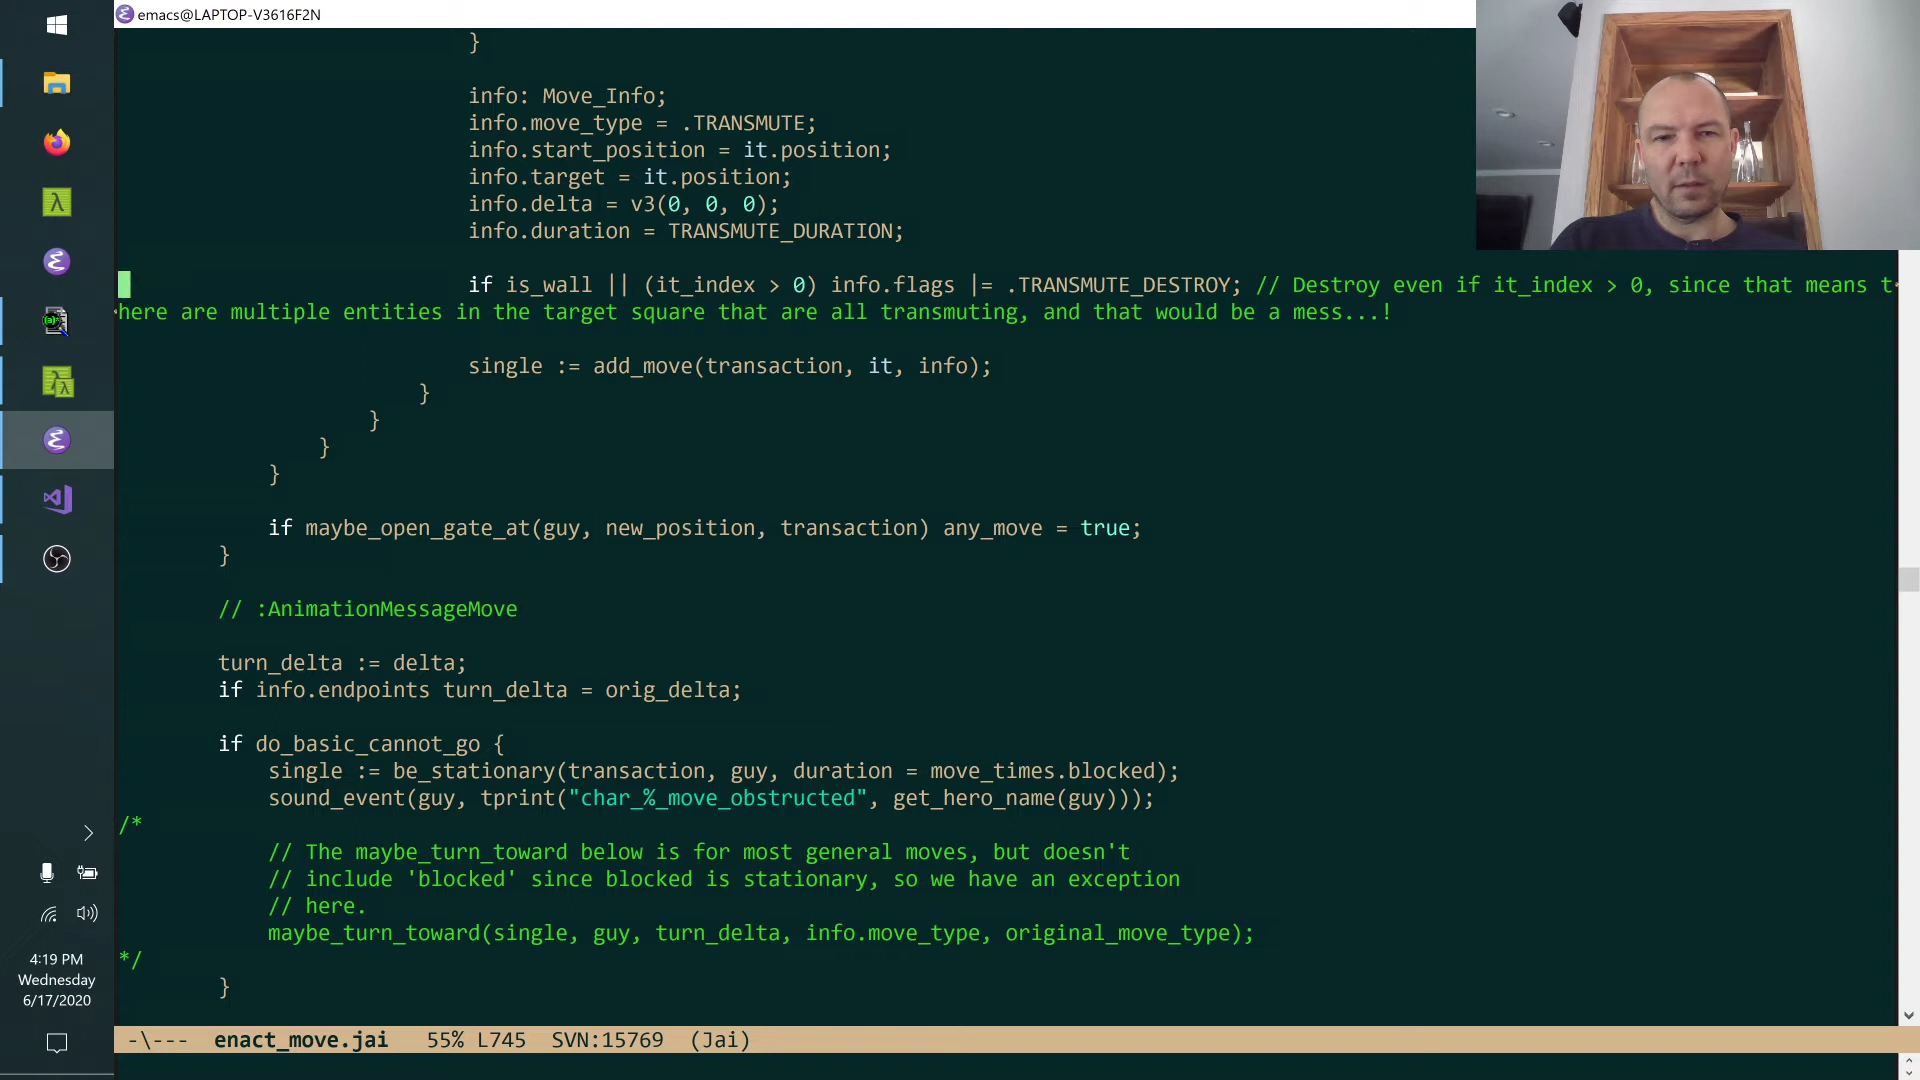 emacs@LAPTOP-V3616F2N
}
info: Move_Info;
info.move_type = .TRANSMUTE;
info.start_position = it.position;
info.target = it.position;
info.delta = v3(0, 0, 0);
info.duration = TRANSMUTE_DURATION;
if is_wall || (it_index > 0) info.flags |= .TRANSMUTE_DESTROY; // Destroy even if it_index > 0, since that means t
here are multiple entities in the target square that are all transmuting, and that would be a mess...!
single := add_move(transaction, it, info);
}
}
}
}
if maybe_open_gate_at(guy, new_position, transaction) any_move = true;
}
// :AnimationMessageMove
turn_delta := delta;
if info.endpoints turn_delta = orig_delta;
if do_basic_cannot_go {
single := be_stationary(transaction, guy, duration = move_times.blocked);
sound_event(guy, tprint("char_%_move_obstructed", get_hero_name(guy)));
/*
// The maybe_turn_toward below is for most general moves, but doesn't
// include 'blocked' since blocked is stationary, so we have an exception
// here.
maybe_turn_toward(single, guy, turn_delta, info.move_type, original_move_type);
*/
}
-\--- enact_move.jai 55% L745 SVN:15769 (Jai)
4:19 PM
Wednesday
6/17/2020